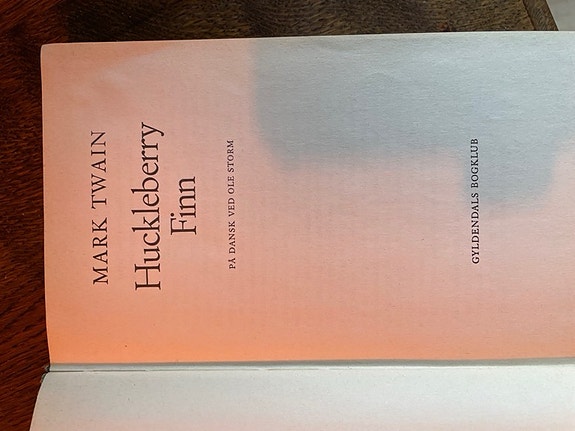 MARK TWAIN
Huckleberry
Finn
PÅ DANSK VED OLE STORM
GYLDENDALS BOGKLUB